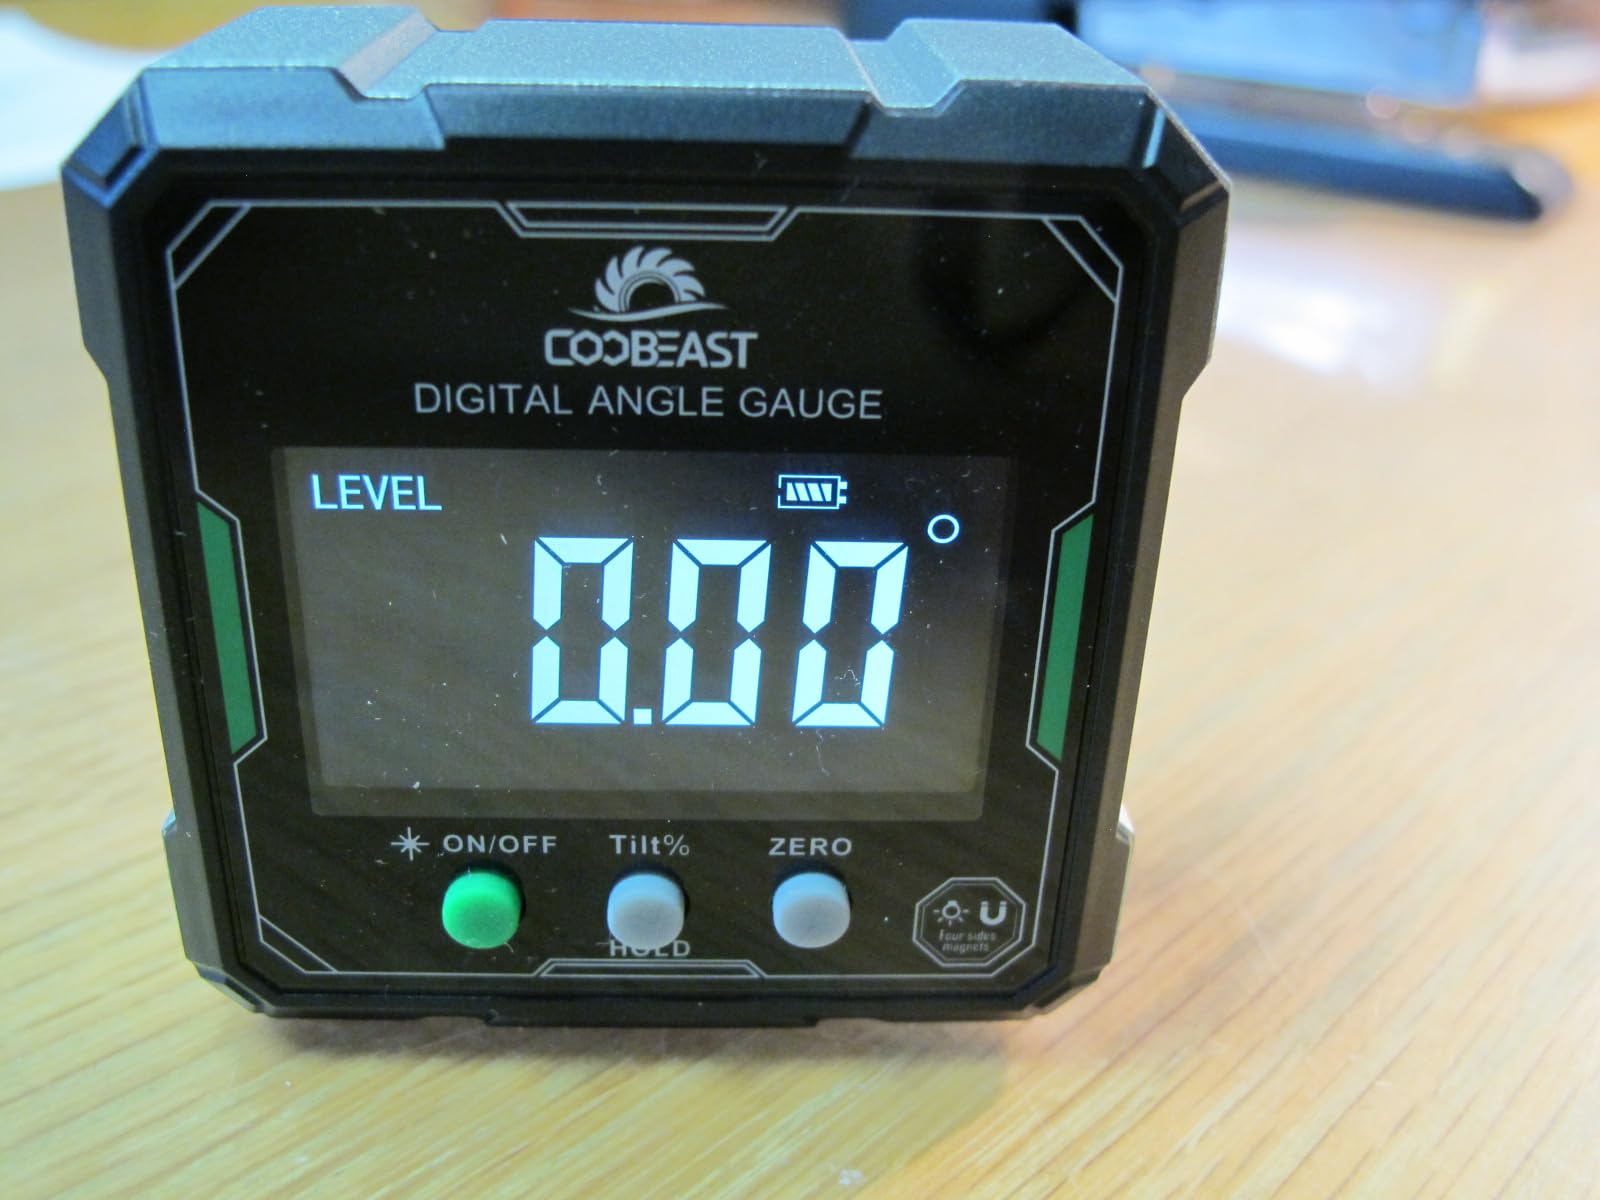 COOBEAST
DIGITAL ANGLE GAUGE
LEVEL
0.00°
ON/OFF Tilt% ZERO
HOLD
Four sides
magnets